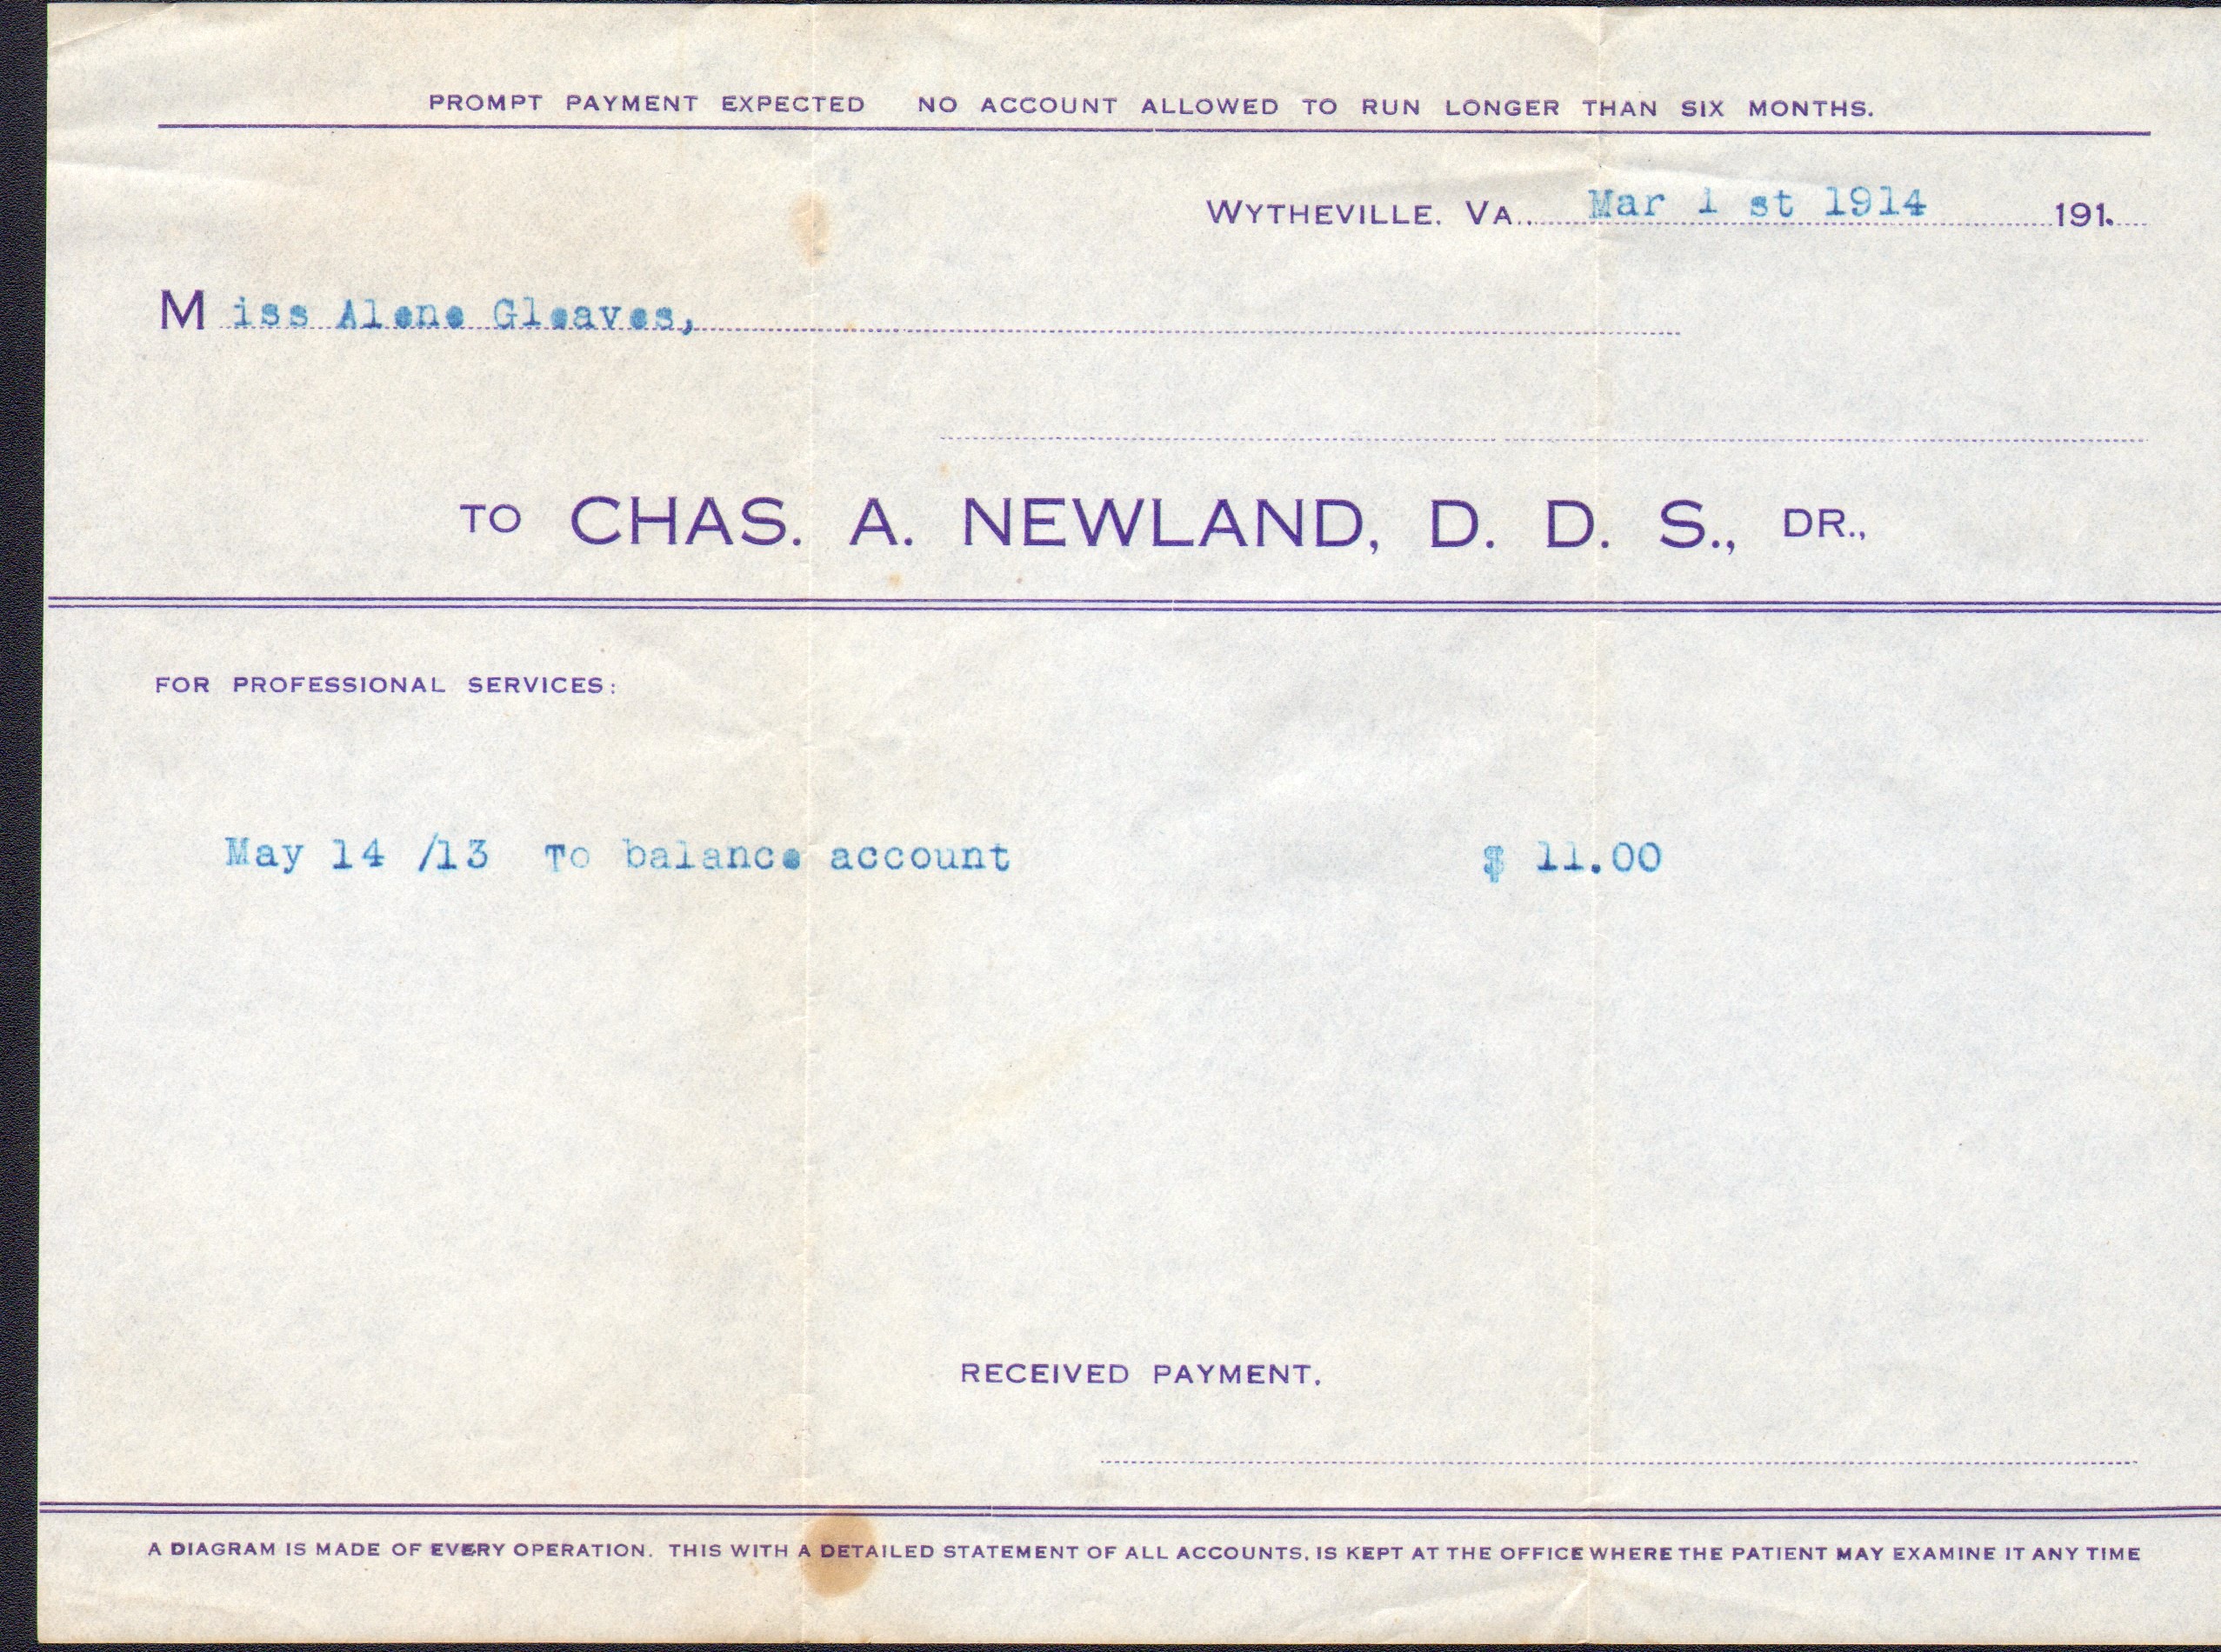 PROMPT PAYMENT EXPECTED NO ACCOUNT ALLOWED TO RUN LONGER THAN SIX MONTHS.
WYTHEVILLE. VA., Mar 1 st 1914 191.
Miss Alene Gleaves,
TO CHAS. A. NEWLAND, D. D. S., DR.,
FOR PROFESSIONAL SERVICES:
May 14 /13 To balance account $ 11.00
RECEIVED PAYMENT.
A DIAGRAM IS MADE OF EVERY OPERATION. THIS WITH A DETAILED STATEMENT OF ALL ACCOUNTS, IS KEPT AT THE OFFICE WHERE THE PATIENT MAY EXAMINE IT ANY TIME